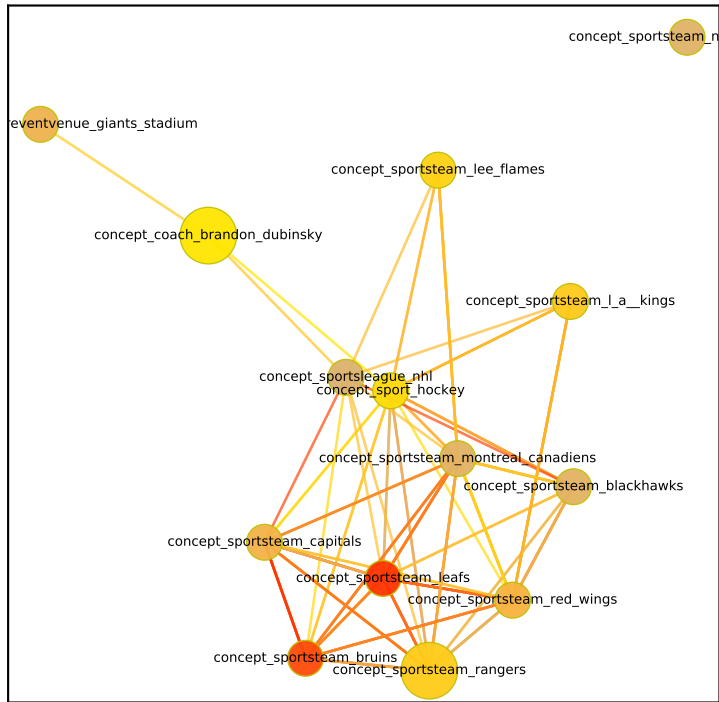 concept_sportsteam_n
reventvenue_giants_stadium
concept_sportsteam_lee_flames
concept_coach_brandon_dubinsky
concept_sportsteam_l_a__kings
concept_sportsleague_nhl
concept_sport_hockey
concept_sportsteam_montreal_canadiens
concept_sportsteam_blackhawks
concept_sportsteam_capitals
concept_sportsteam_leafs
concept_sportsteam_red_wings
concept_sportsteam_bruins
concept_sportsteam_rangers